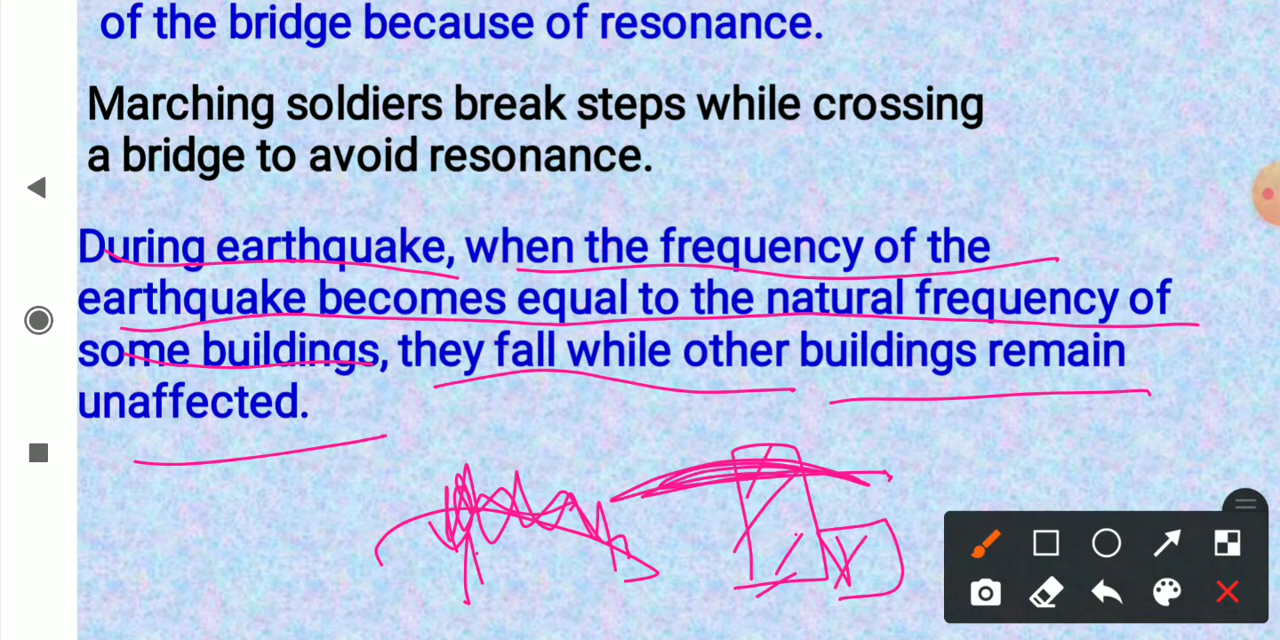 of the bridge because of resonance.
Marching soldiers break steps while crossing
a bridge to avoid resonance.
During earthquake, when the frequency of the
earthquake becomes equal to the natural frequency of
some buildings, they fall while other buildings remain
unaffected.